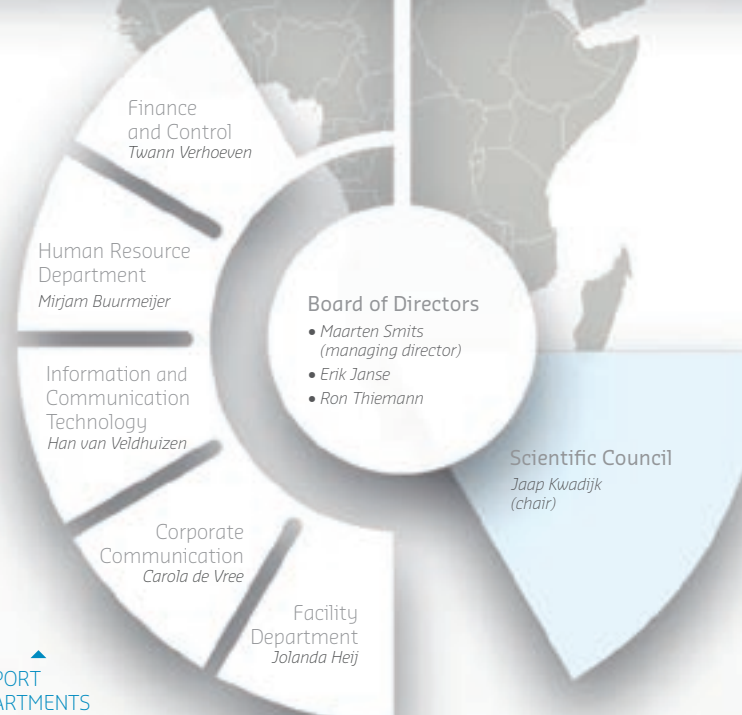 Finance
and Control
Twann Verhoeven
Human Resource
Department
Mirjam Buurmeijer
Information and
Communication
Technology
Han van Veldhuizen
Corporate
Communication
Carola de Vree
Facility
Department
Jolanda Heij
Board of Directors
• Maarten Smits
(managing director)
• Erik Janse
• Ron Thiemann
Scientific Council
Jaap Kwadijk
(chair)
PORT
ARTMENTS